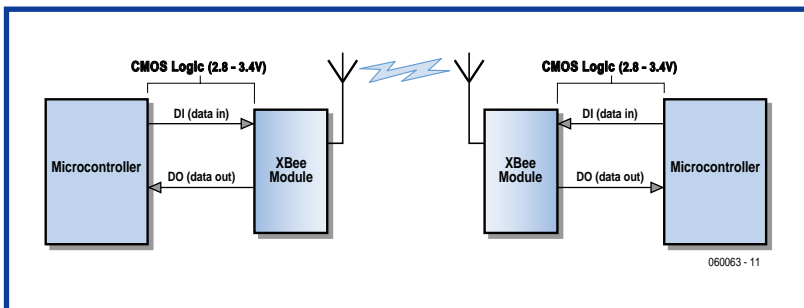 CMOS Logic (2.8 - 3.4V)
CMOS Logic (2.8 - 3.4V)
DI (data in)
DI (data in)
Microcontroller
XBee
Module
XBee
Module
Microcontroller
DO (data out)
DO (data out)
060063 - 11